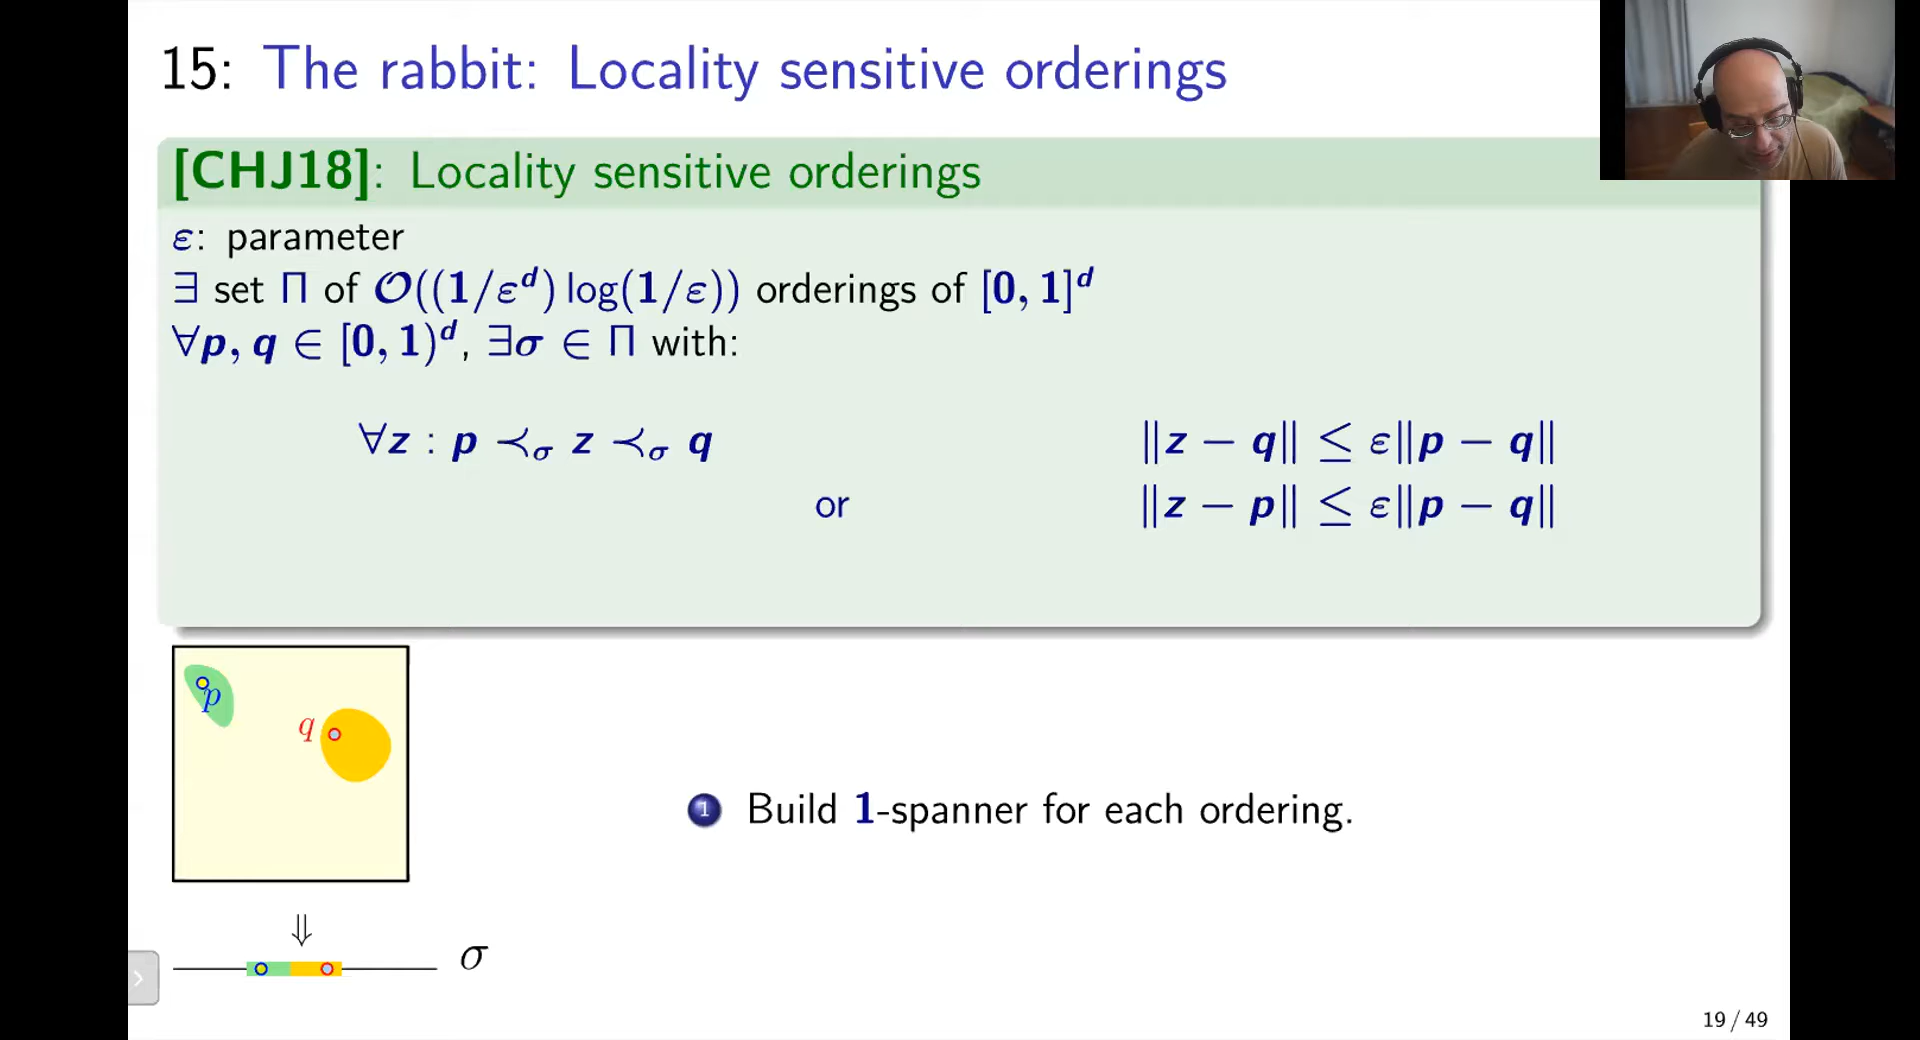 15: The rabbit: Locality sensitive orderings
[CHJ18]: Locality sensitive orderings
ε: parameter
∃ set Π of 𝒪((1/ε^d) log(1/ε)) orderings of [0, 1]^d
∀p, q ∈ [0, 1)^d, ∃σ ∈ Π with:
∀z : p ≺_σ z ≺_σ q ‖z − q‖ ≤ ε‖p − q‖
or ‖z − p‖ ≤ ε‖p − q‖
p
q
1 Build 1-spanner for each ordering.
⇓
σ
19 / 49